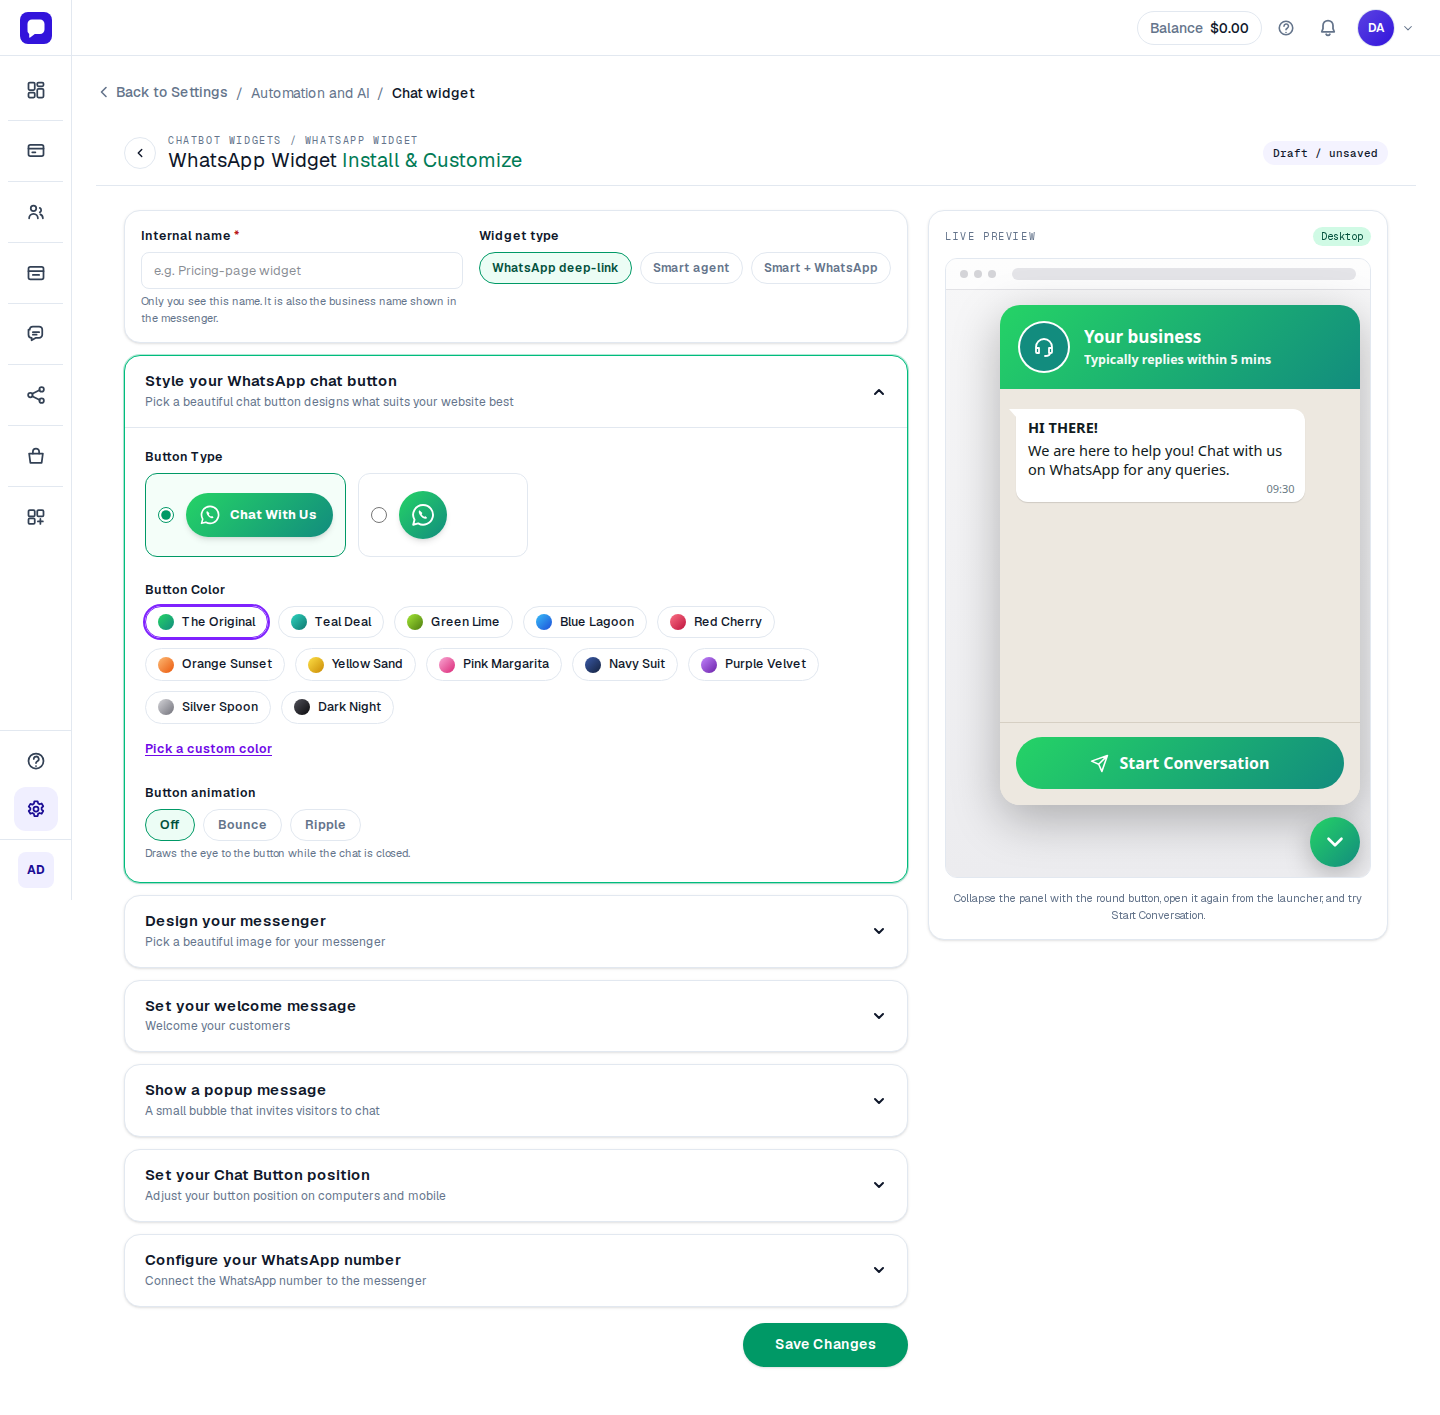 Balance $0.00
DA
Back to Settings / Automation and AI / Chat widget
CHATBOT WIDGETS / WHATSAPP WIDGET
WhatsApp Widget Install & Customize
Draft / unsaved
Internal name *
e.g. Pricing-page widget
Only you see this name. It is also the business name shown in
the messenger.
Widget type
WhatsApp deep-link
Smart agent
Smart + WhatsApp
Style your WhatsApp chat button
Pick a beautiful chat button designs what suits your website best
Button Type
Chat With Us
Button Color
The Original
Teal Deal
Green Lime
Blue Lagoon
Red Cherry
Orange Sunset
Yellow Sand
Pink Margarita
Navy Suit
Purple Velvet
Silver Spoon
Dark Night
Pick a custom color
Button animation
Off
Bounce
Ripple
Draws the eye to the button while the chat is closed.
Design your messenger
Pick a beautiful image for your messenger
Set your welcome message
Welcome your customers
Show a popup message
A small bubble that invites visitors to chat
Set your Chat Button position
Adjust your button position on computers and mobile
Configure your WhatsApp number
Connect the WhatsApp number to the messenger
Save Changes
LIVE PREVIEW
Desktop
Your business
Typically replies within 5 mins
HI THERE!
We are here to help you! Chat with us
on WhatsApp for any queries.
09:30
Start Conversation
Collapse the panel with the round button, open it again from the launcher, and try
Start Conversation.
AD